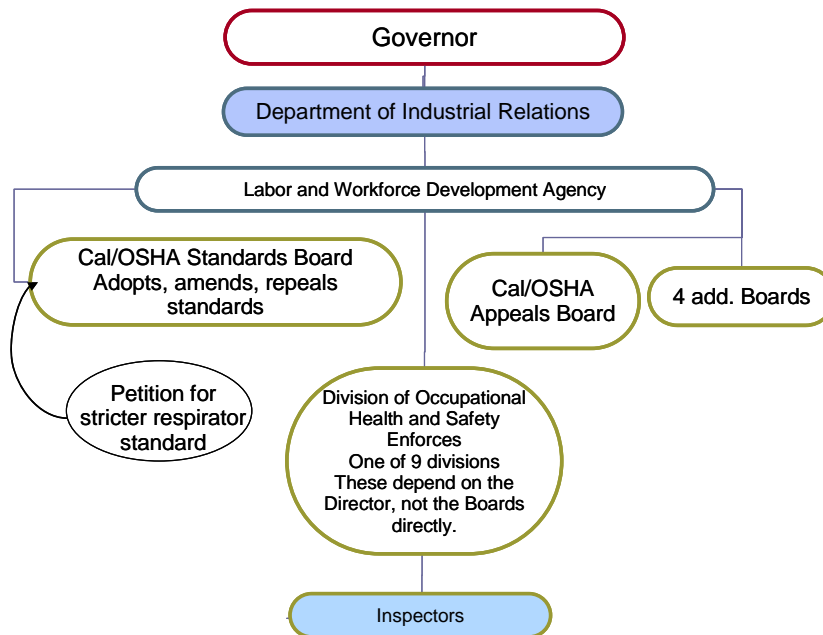 Governor
Department of Industrial Relations
Labor and Workforce Development Agency
Cal/OSHA Standards Board
Adopts, amends, repeals
standards
Cal/OSHA
Appeals Board
4 add. Boards
Petition for
stricter respirator
standard
Division of Occupational
Health and Safety
Enforces
One of 9 divisions
These depend on the
Director, not the Boards
directly.
Inspectors